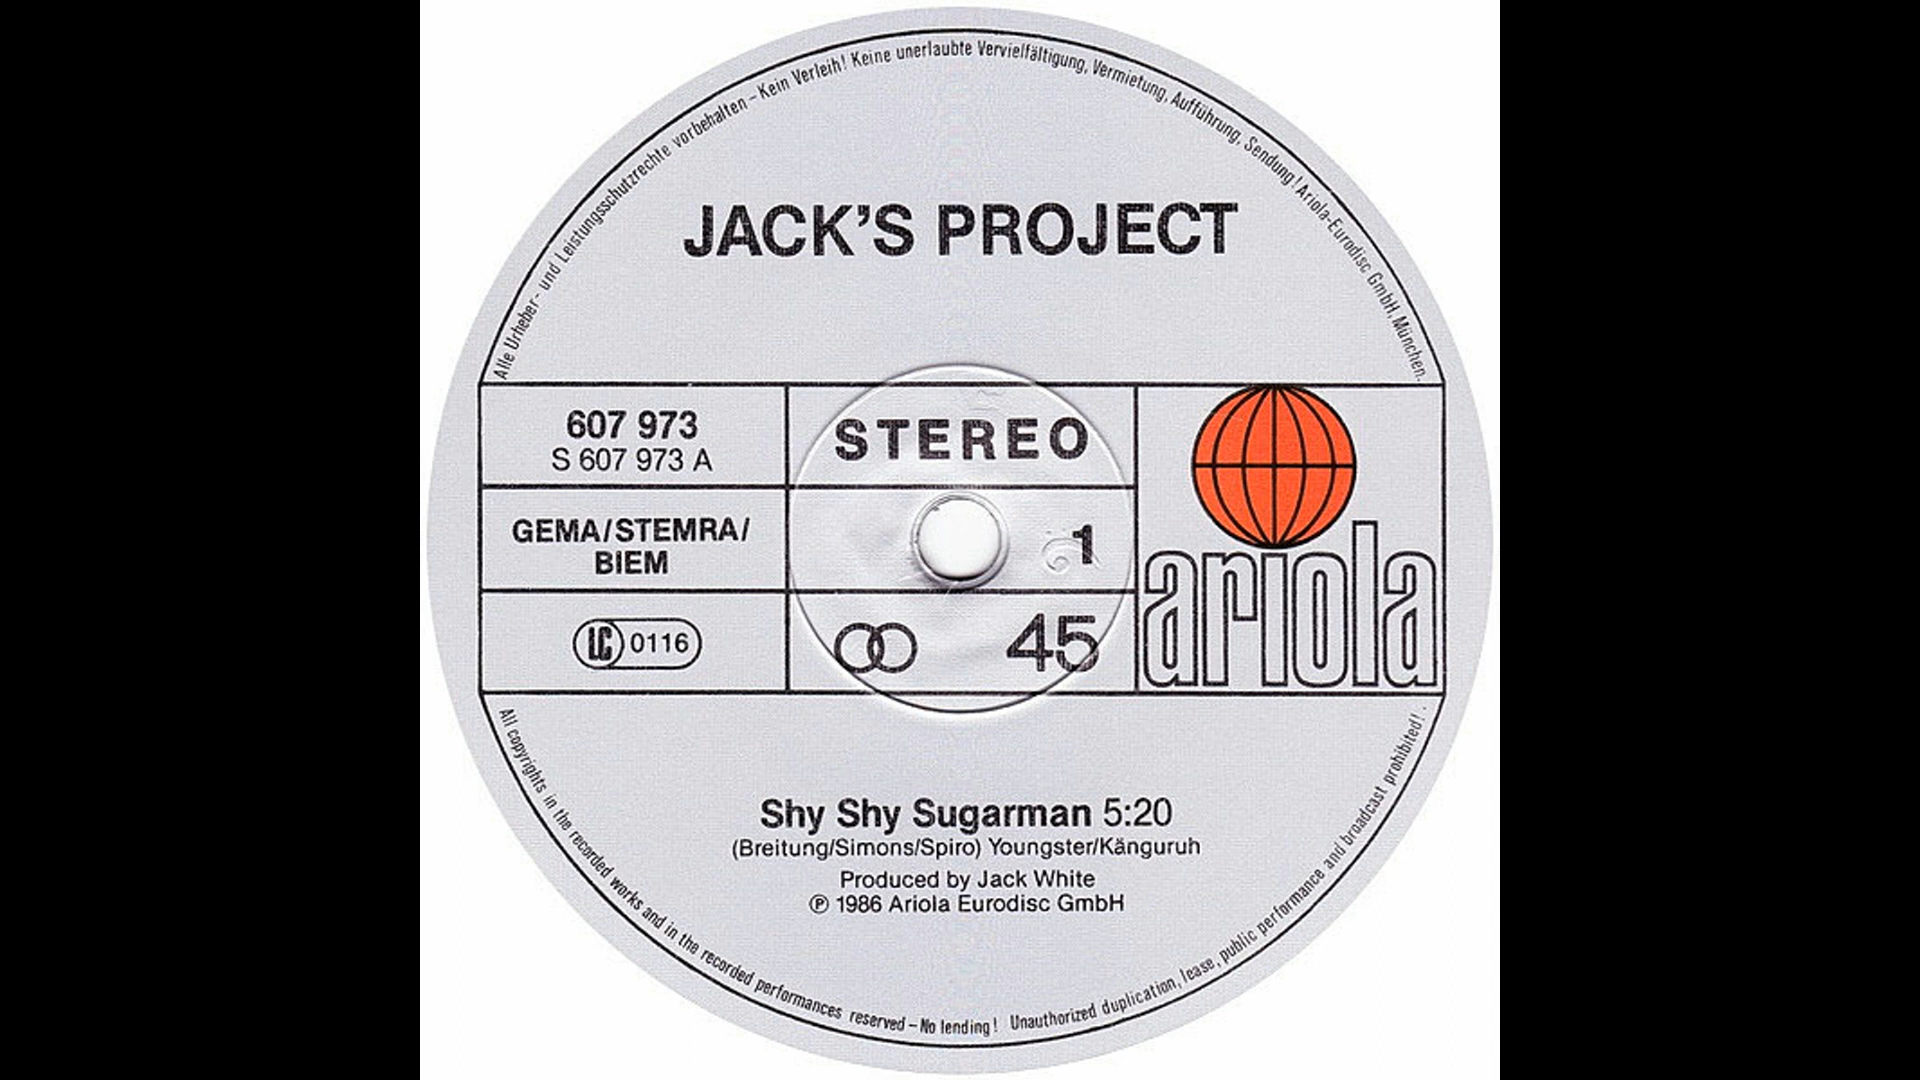 Alle Urheber- und Leistungsschutzrechte vorbehalten – Kein Verleih! Keine unerlaubte Vervielfältigung, Vermietung, Aufführung, Sendung! Ariola-Eurodisc GmbH, München.
JACK'S PROJECT
607 973
S 607 973 A
STEREO
GEMA/STEMRA/
BIEM
1
LC 0116
45
ariola
Shy Shy Sugarman 5:20
(Breitung/Simons/Spiro) Youngster/Känguruh
Produced by Jack White
℗ 1986 Ariola Eurodisc GmbH
All copyrights in the recorded works and in the recorded performances reserved – No lending! Unauthorized duplication, lease, public performance and broadcast prohibited!